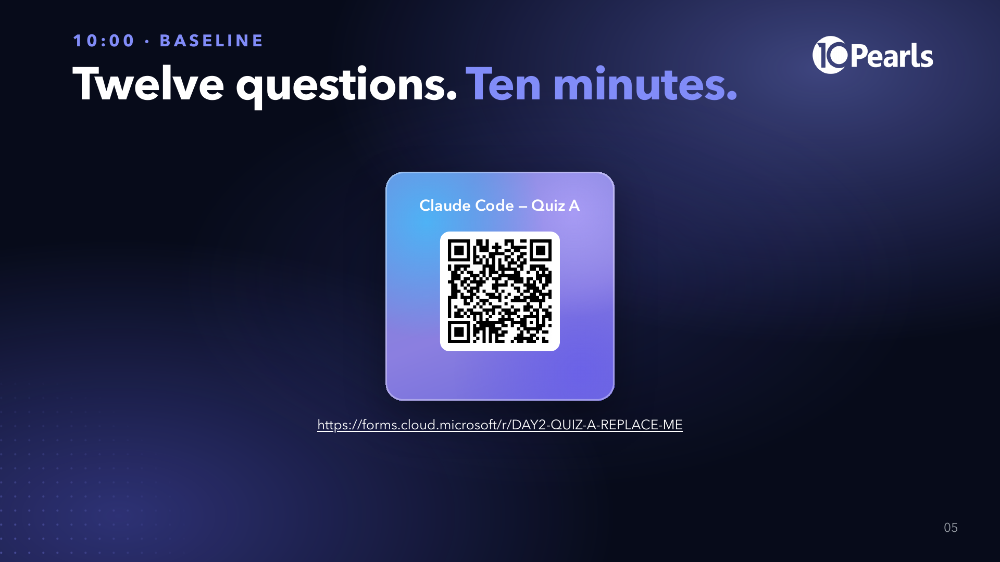 10:00 · BASELINE
Twelve questions. Ten minutes.
10Pearls
Claude Code – Quiz A
https://forms.cloud.microsoft/r/DAY2-QUIZ-A-REPLACE-ME
05